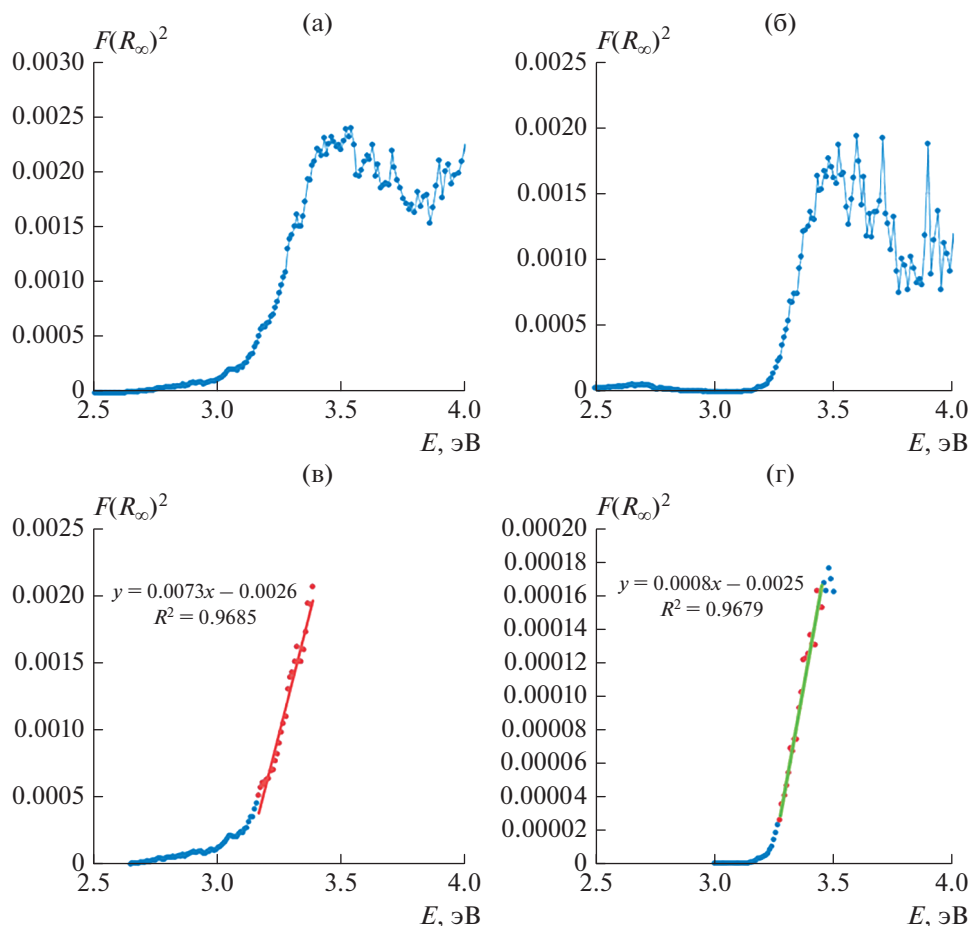 (а)
F(R∞)²
0.0030
0.0025
0.0020
0.0015
0.0010
0.0005
0
2.5 3.0 3.5 4.0
E, эВ
(б)
F(R∞)²
0.0025
0.0020
0.0015
0.0010
0.0005
0
2.5 3.0 3.5 4.0
E, эВ
(в)
F(R∞)²
0.0025
0.0020
0.0015
0.0010
0.0005
0
y = 0.0073x – 0.0026
R² = 0.9685
2.5 3.0 3.5 4.0
E, эВ
(г)
F(R∞)²
0.00020
0.00018
0.00016
0.00014
0.00012
0.00010
0.00008
0.00006
0.00004
0.00002
0
y = 0.0008x – 0.0025
R² = 0.9679
2.5 3.0 3.5 4.0
E, эВ